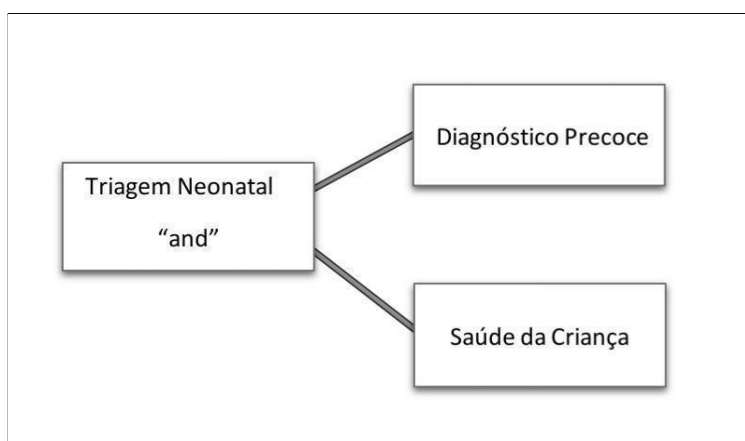 Triagem Neonatal
“and”
Diagnóstico Precoce
Saúde da Criança